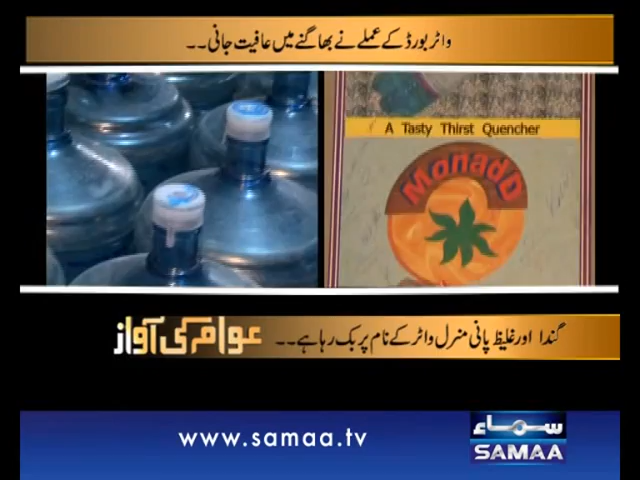 واٹر بورڈ کے عملے نے بھاگنے میں عافیت جانی ۔۔
A Tasty Thirst Quencher
MonadD
گندا اور غلیظ پانی منرل واٹر کے نام پر بک رہا ہے ۔۔
عوام کی آواز
www.samaa.tv
سماء
SAMAA